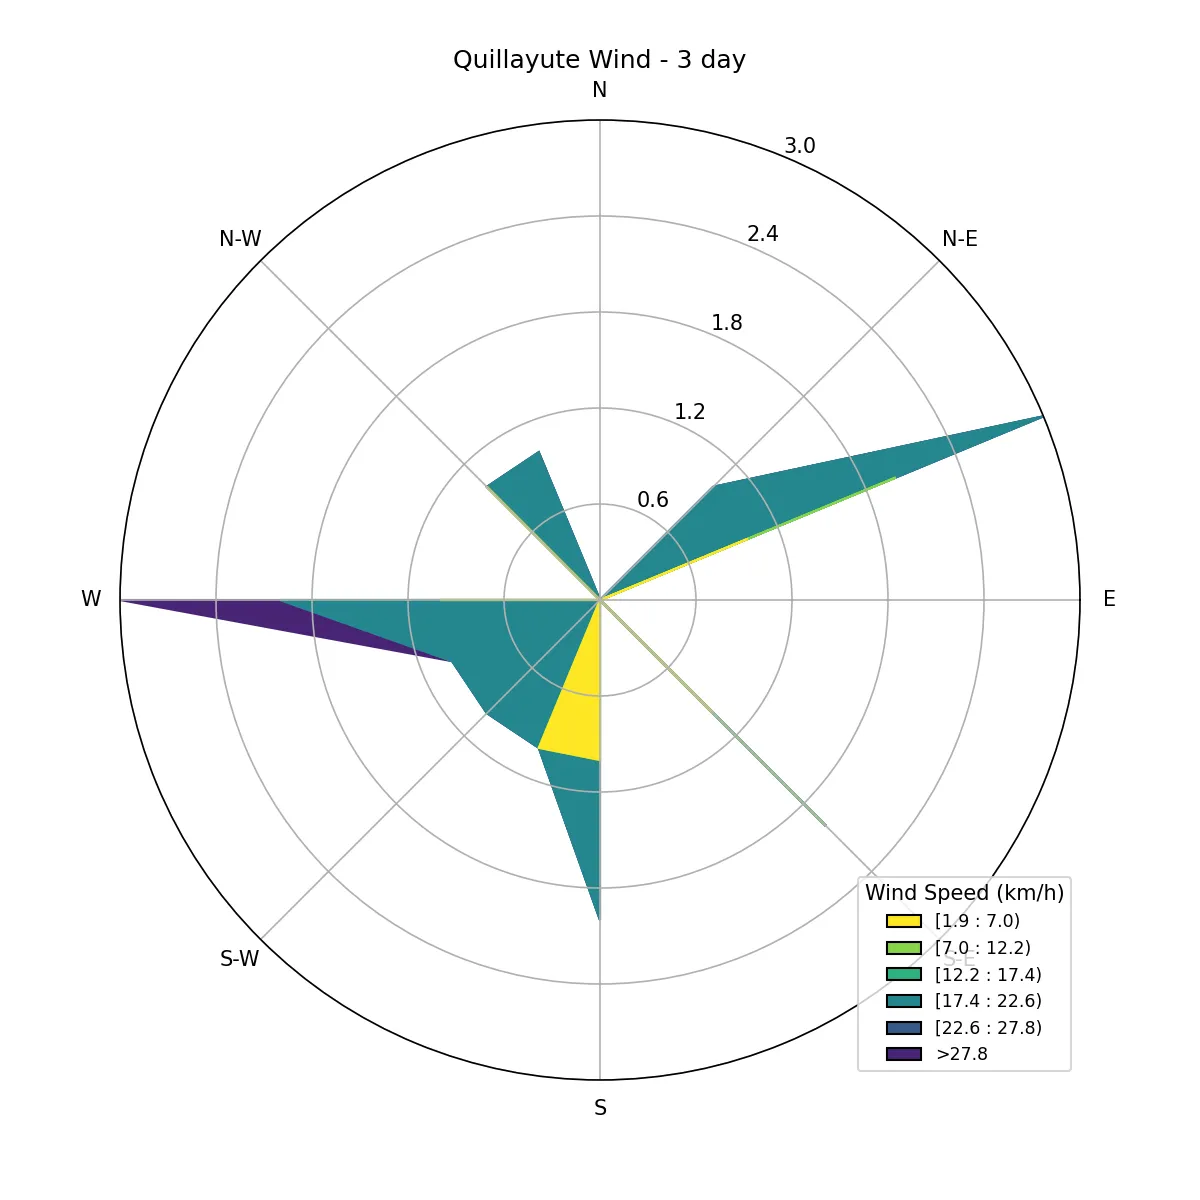 Quillayute Wind - 3 day
N
3.0
2.4
N-W
N-E
1.8
1.2
0.6
W
E
Wind Speed (km/h)
[1.9 : 7.0)
[7.0 : 12.2)
S-W
S-E
[12.2 : 17.4)
[17.4 : 22.6)
[22.6 : 27.8)
>27.8
S